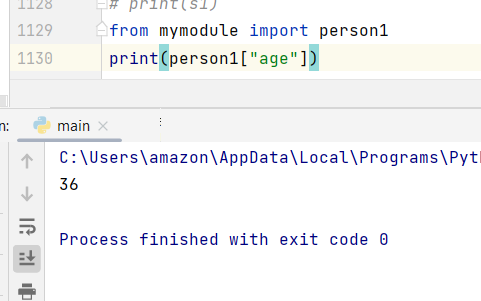 1128 # print(s1)
1129 from mymodule import person1
1130 print(person1["age"])
n: main
C:\Users\amazon\AppData\Local\Programs\Pyt
36
Process finished with exit code 0